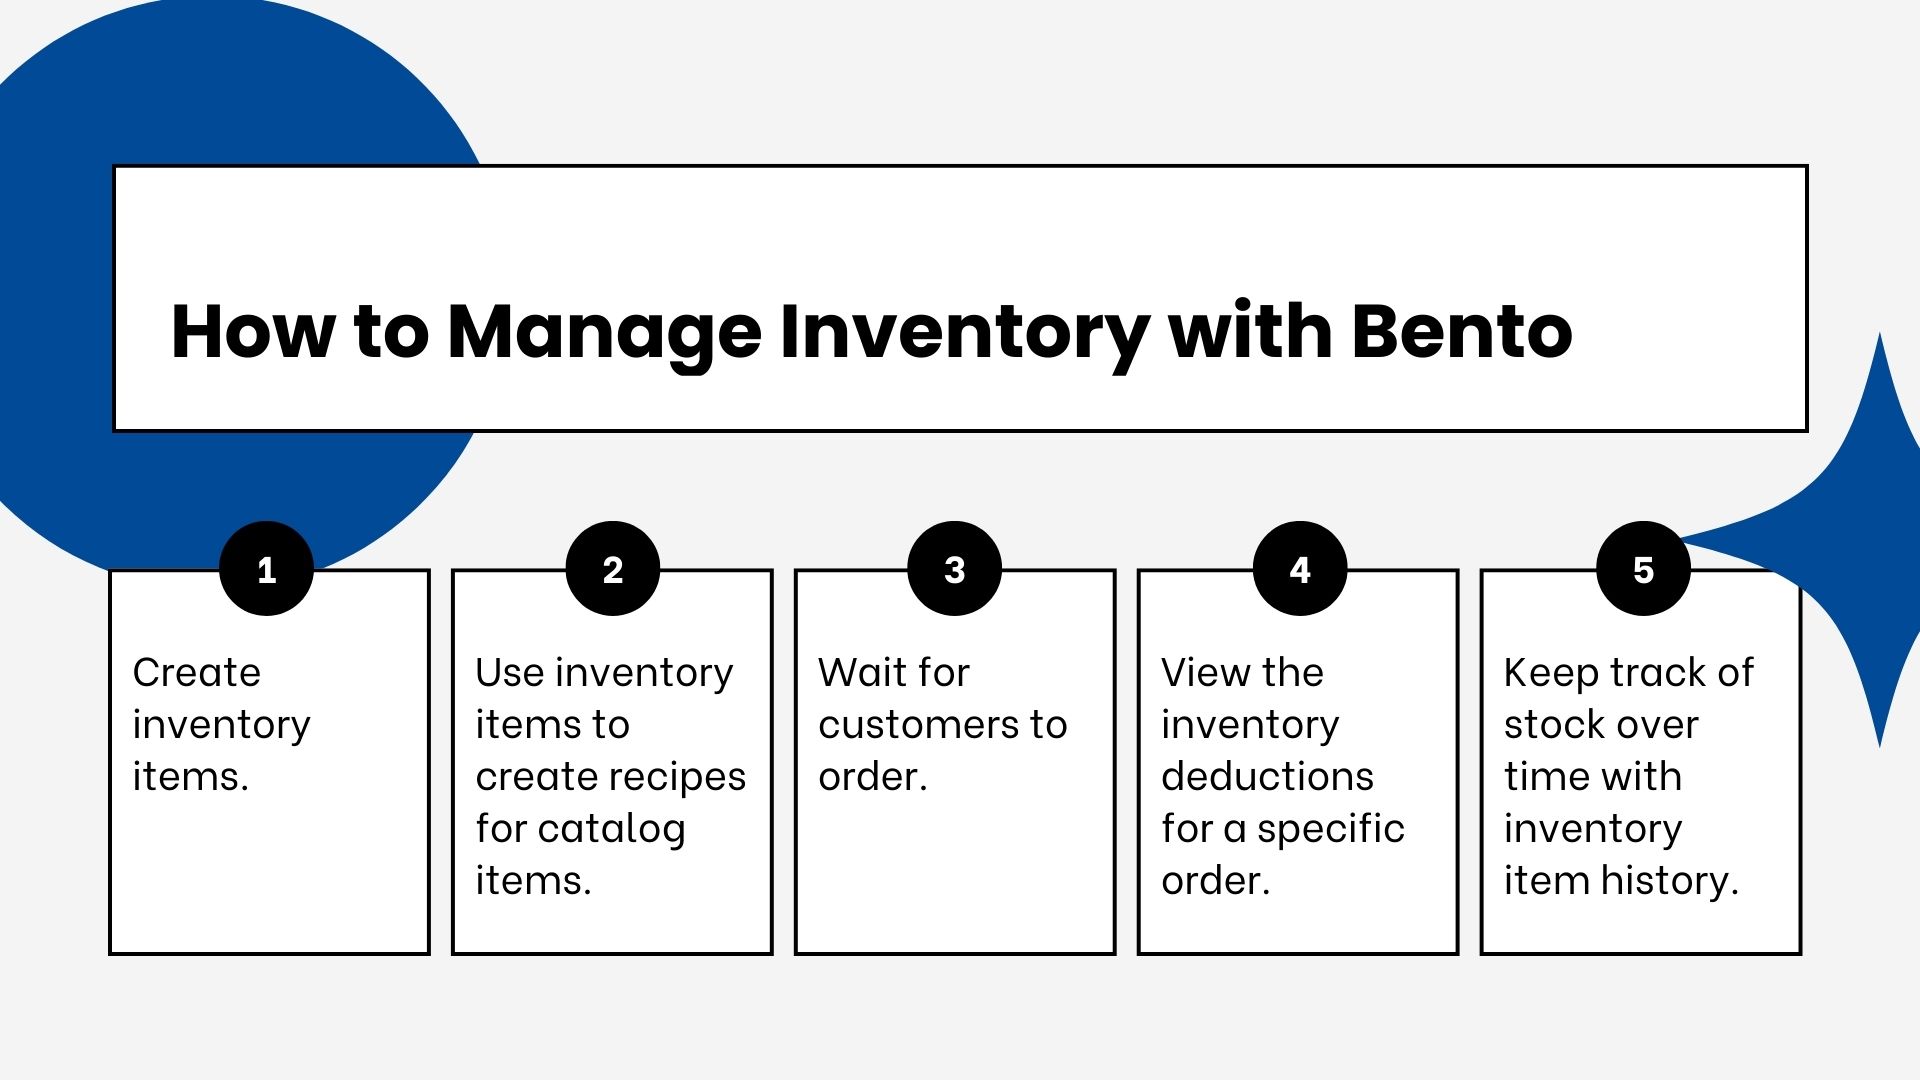 How to Manage Inventory with Bento
1
Create
inventory
items.
2
Use inventory
items to
create recipes
for catalog
items.
3
Wait for
customers to
order.
4
View the
inventory
deductions
for a specific
order.
5
Keep track of
stock over
time with
inventory
item history.